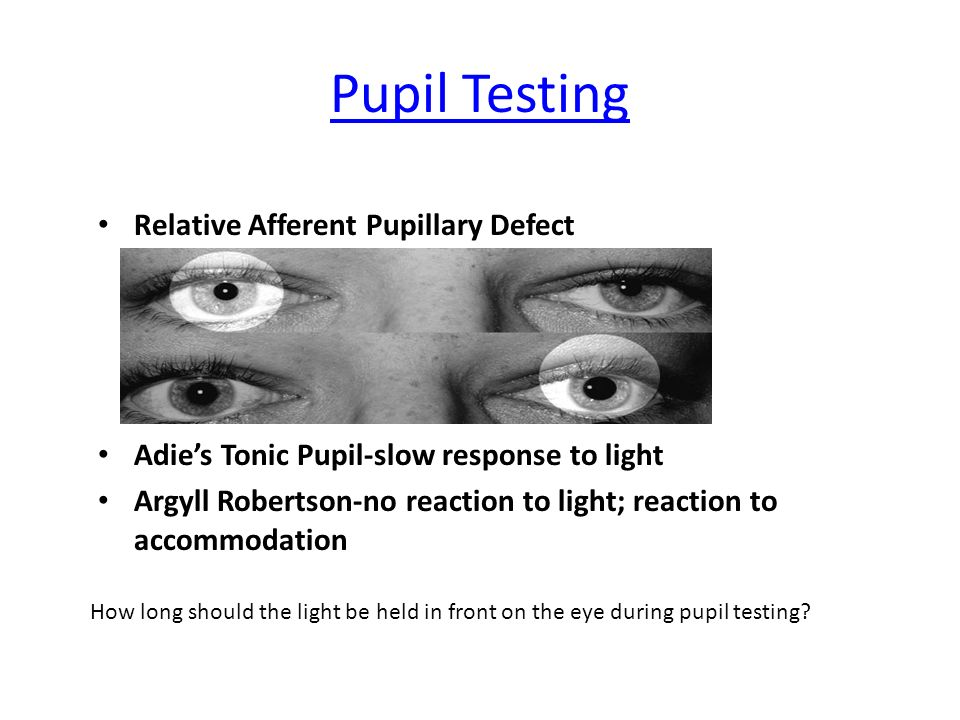 Pupil Testing
• Relative Afferent Pupillary Defect
• Adie’s Tonic Pupil-slow response to light
• Argyll Robertson-no reaction to light; reaction to
accommodation
How long should the light be held in front on the eye during pupil testing?